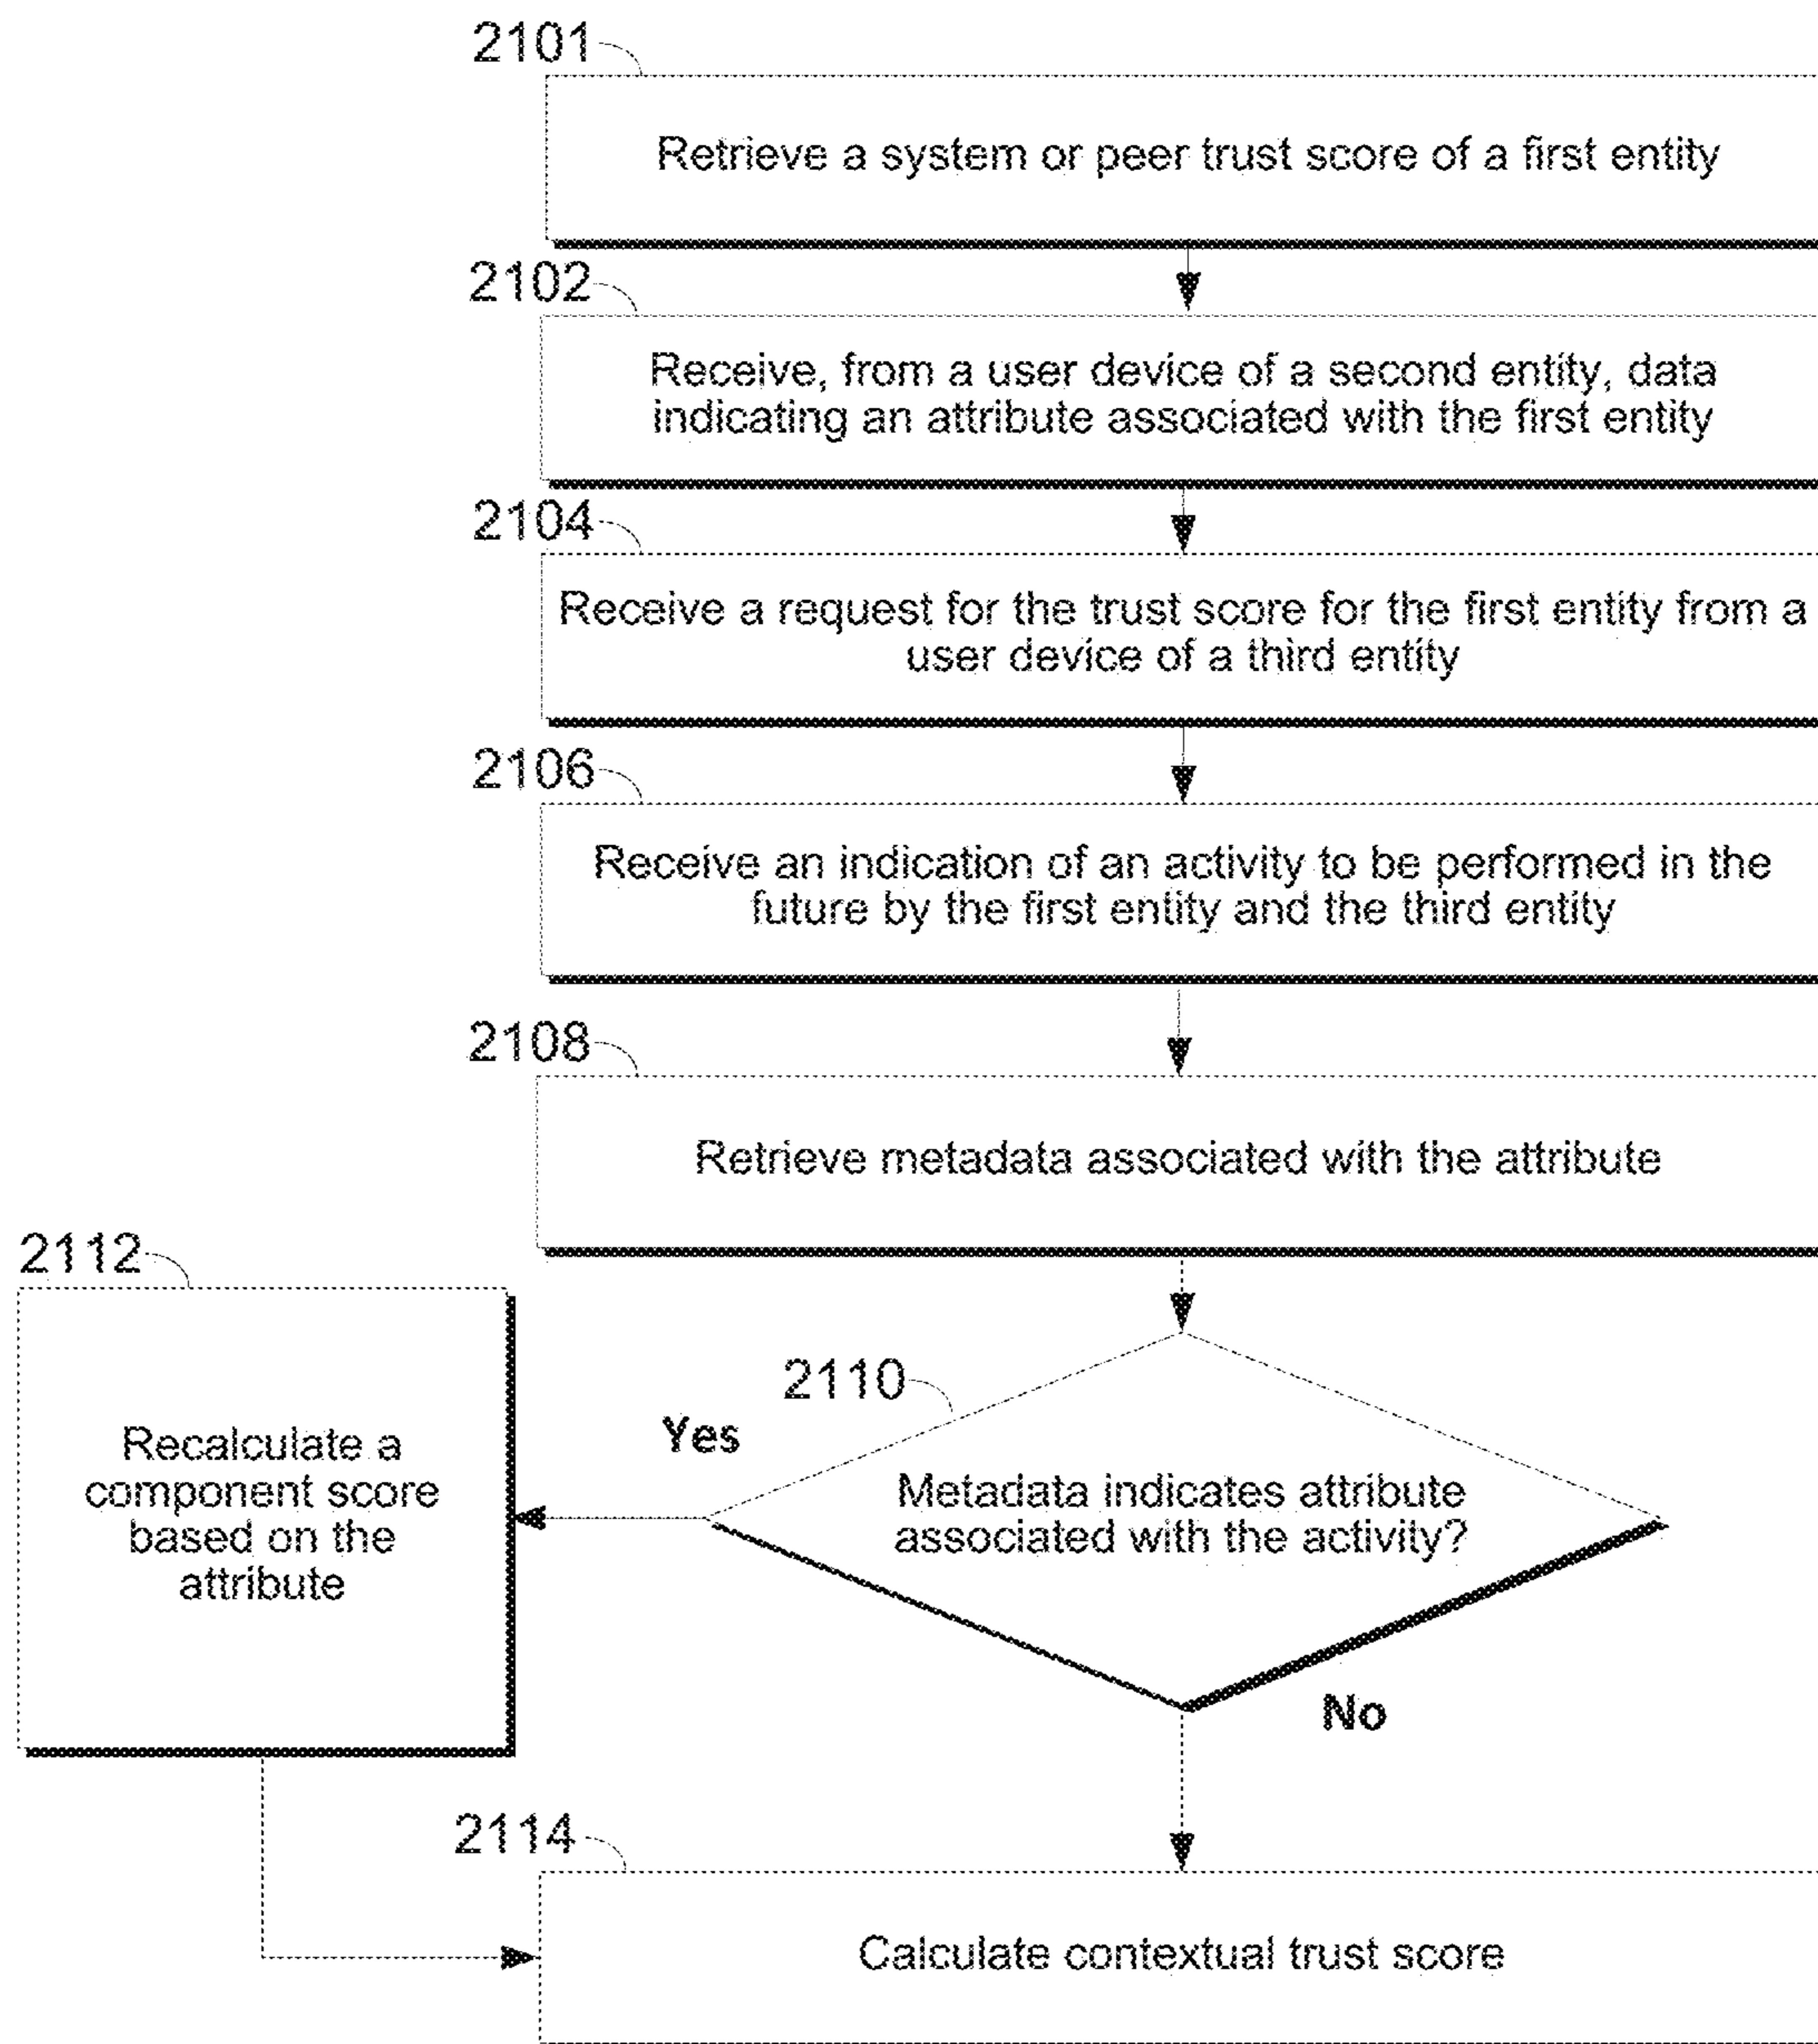 2101
Retrieve a system or peer trust score of a first entity
2102
Receive, from a user device of a second entity, data
indicating an attribute associated with the first entity
2104
Receive a request for the trust score for the first entity from a
user device of a third entity
2106
Receive an indication of an activity to be performed in the
future by the first entity and the third entity
2108
Retrieve metadata associated with the attribute
2112
Recalculate a
component score
based on the
attribute
2110
Yes
Metadata indicates attribute
associated with the activity?
No
2114
Calculate contextual trust score